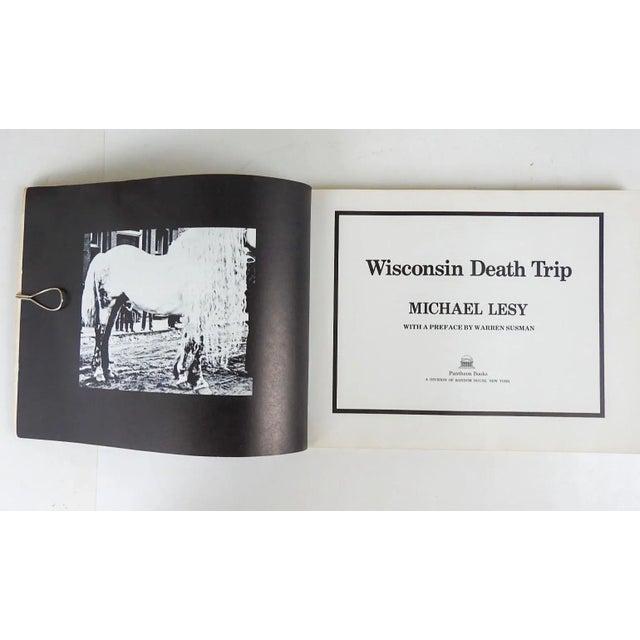 Wisconsin Death Trip
MICHAEL LESY
WITH A PREFACE BY WARREN SUSMAN
Pantheon Books
A DIVISION OF RANDOM HOUSE, NEW YORK